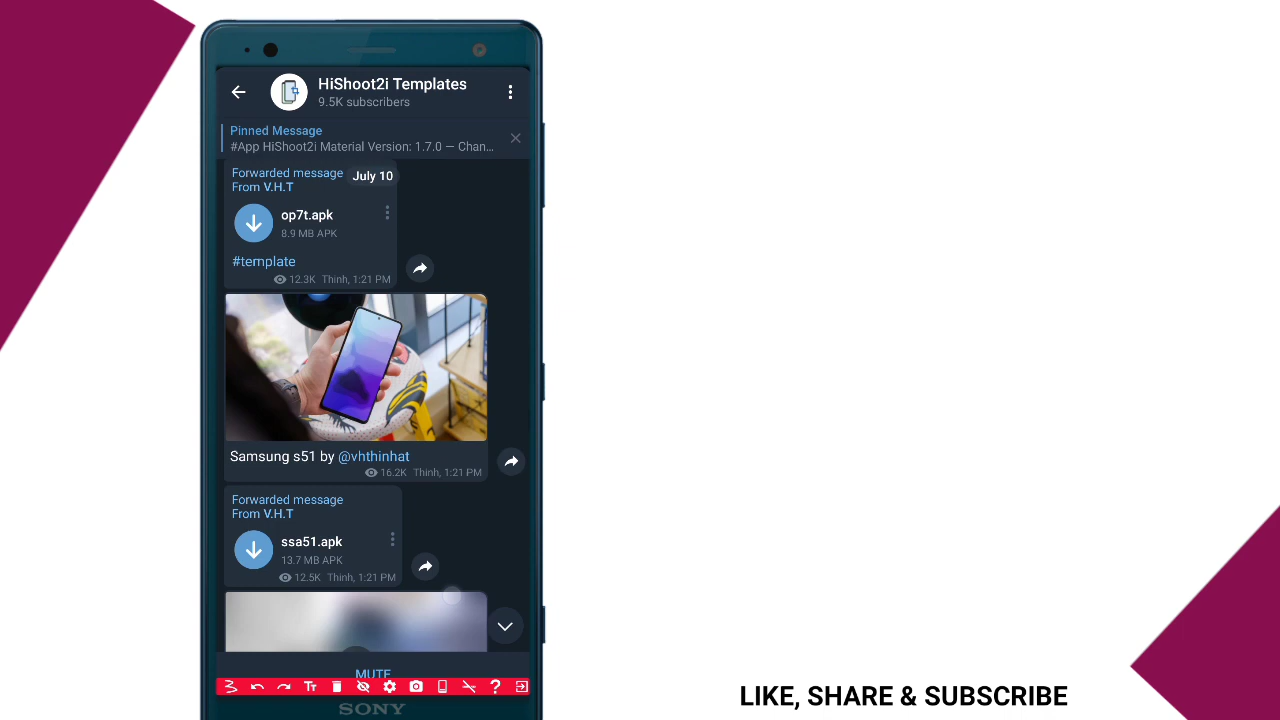 HiShoot2i Templates
9.5K subscribers
Pinned Message
#App HiShoot2i Material Version: 1.7.0 — Chan...
Forwarded message
From V.H.T
July 10
op7t.apk
8.9 MB APK
#template
12.3K Thinh, 1:21 PM
Samsung s51 by @vhthinhat
16.2K Thinh, 1:21 PM
Forwarded message
From V.H.T
ssa51.apk
13.7 MB APK
12.5K Thinh, 1:21 PM
MUTE
Tт
?
SONY
LIKE, SHARE & SUBSCRIBE